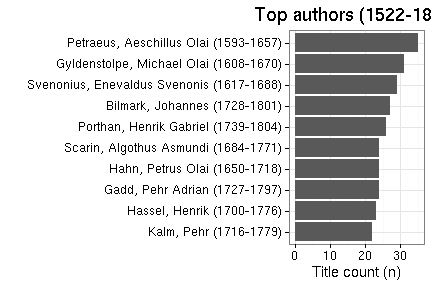 Top authors (1522-18
Petraeus, Aeschillus Olai (1593-1657)
Gyldenstolpe, Michael Olai (1608-1670)
Svenonius, Enevaldus Svenonis (1617-1688)
Bilmark, Johannes (1728-1801)
Porthan, Henrik Gabriel (1739-1804)
Scarin, Algothus Asmundi (1684-1771)
Hahn, Petrus Olai (1650-1718)
Gadd, Pehr Adrian (1727-1797)
Hassel, Henrik (1700-1776)
Kalm, Pehr (1716-1779)
0 10 20 30
Title count (n)